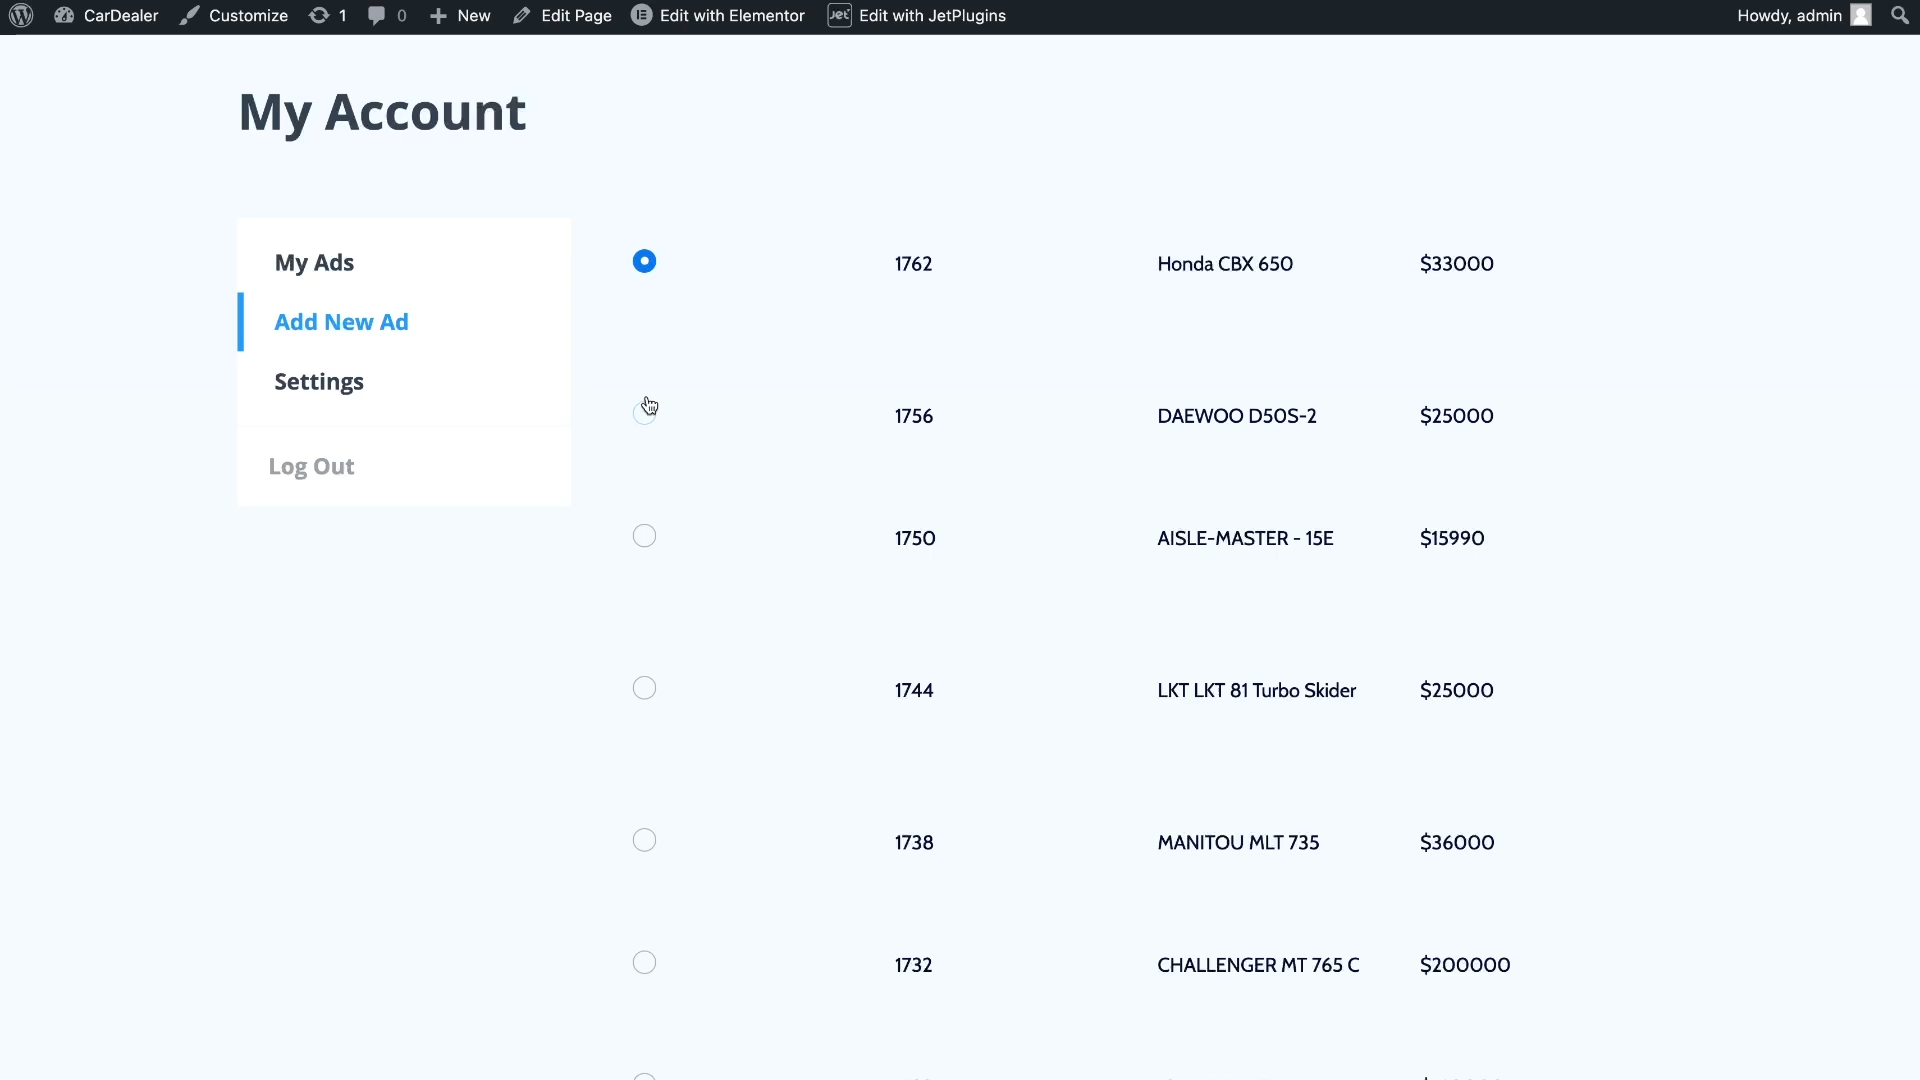 CarDealer Customize 1 0 New Edit Page Edit with Elementor Jet Edit with JetPlugins Howdy, admin
My Account
My Ads
Add New Ad
Settings
Log Out
1762 Honda CBX 650 $33000
1756 DAEWOO D50S-2 $25000
1750 AISLE-MASTER - 15E $15990
1744 LKT LKT 81 Turbo Skider $25000
1738 MANITOU MLT 735 $36000
1732 CHALLENGER MT 765 C $200000